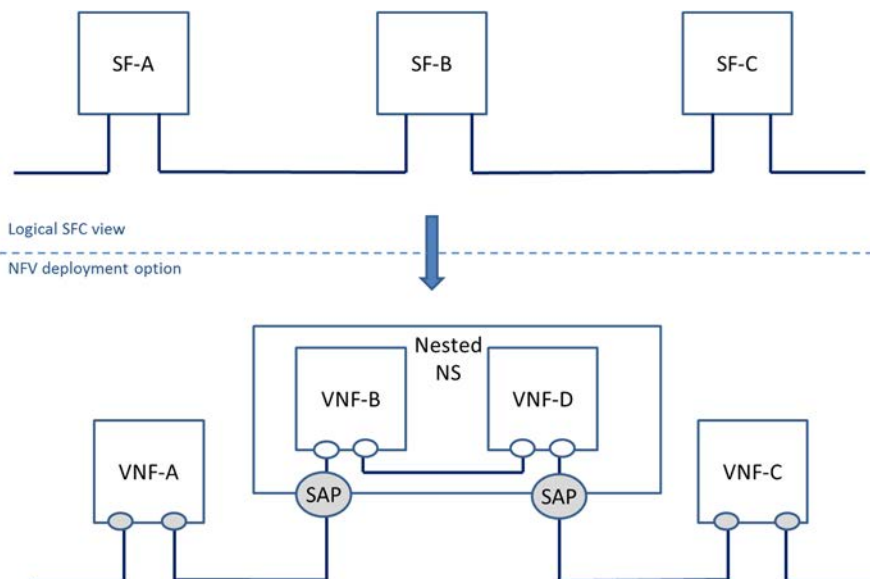 SF-A
SF-B
SF-C
Logical SFC view
NFV deployment option
Nested
NS
VNF-B
VNF-D
VNF-A
VNF-C
SAP
SAP